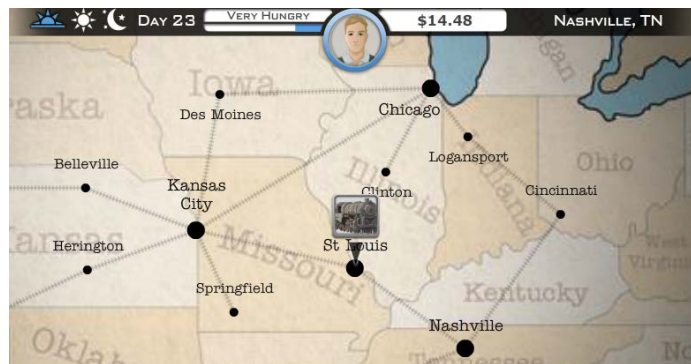 DAY 23
VERY HUNGRY
$14.48
NASHVILLE, TN
Iowa
Chicago
Des Moines
Logansport
Ohio
Belleville
Kansas
City
Illinois
Clinton
Indiana
Cincinnati
Herington
Missouri
St Louis
Springfield
Kentucky
Nashville